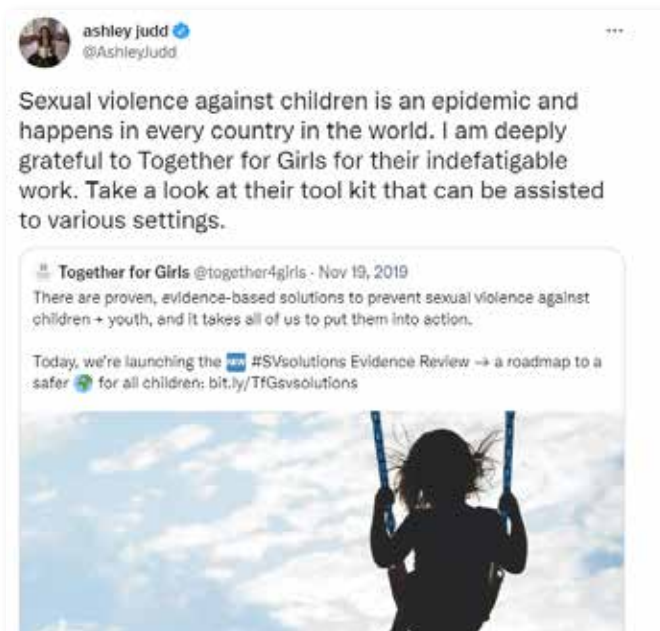 ashley judd
@AshleyJudd
Sexual violence against children is an epidemic and
happens in every country in the world. I am deeply
grateful to Together for Girls for their indefatigable
work. Take a look at their tool kit that can be assisted
to various settings.
Together for Girls @together4girls · Nov 19, 2019
There are proven, evidence-based solutions to prevent sexual violence against
children + youth, and it takes all of us to put them into action.
Today, we're launching the NEW #SVsolutions Evidence Review → a roadmap to a
safer 🌍 for all children: bit.ly/TfGsvsolutions